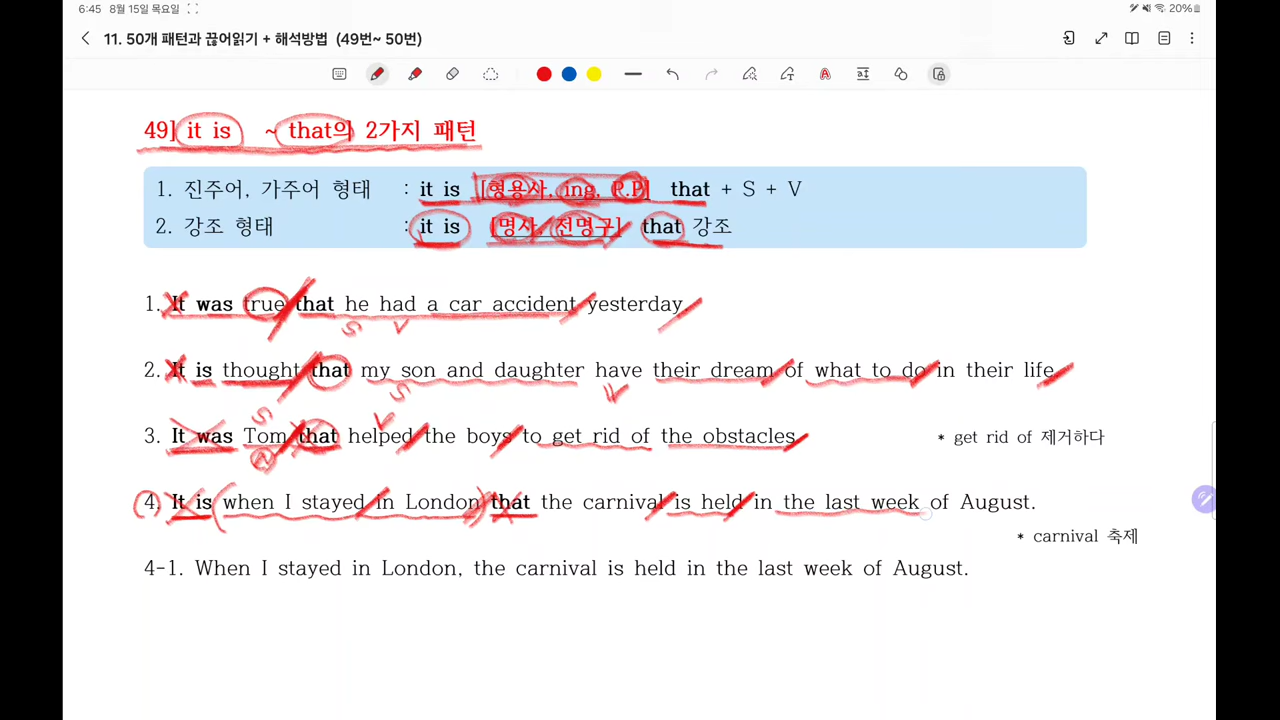 6:45 8월 15일 목요일 20%
11. 50개 패턴과 끊어읽기 + 해석방법 (49번~ 50번)
49] it is ~ that의 2가지 패턴
1. 진주어, 가주어 형태 : it is [형용사, ing, P.P] that + S + V
2. 강조 형태 : it is [명사, 전명구] that 강조
1. It was true that he had a car accident yesterday.
S V
2. It is thought that my son and daughter have their dream of what to do in their life.
S V
S V
3. It was Tom that helped the boys to get rid of the obstacles. * get rid of 제거하다
4. It is when I stayed in London that the carnival is held in the last week of August.
* carnival 축제
4-1. When I stayed in London, the carnival is held in the last week of August.